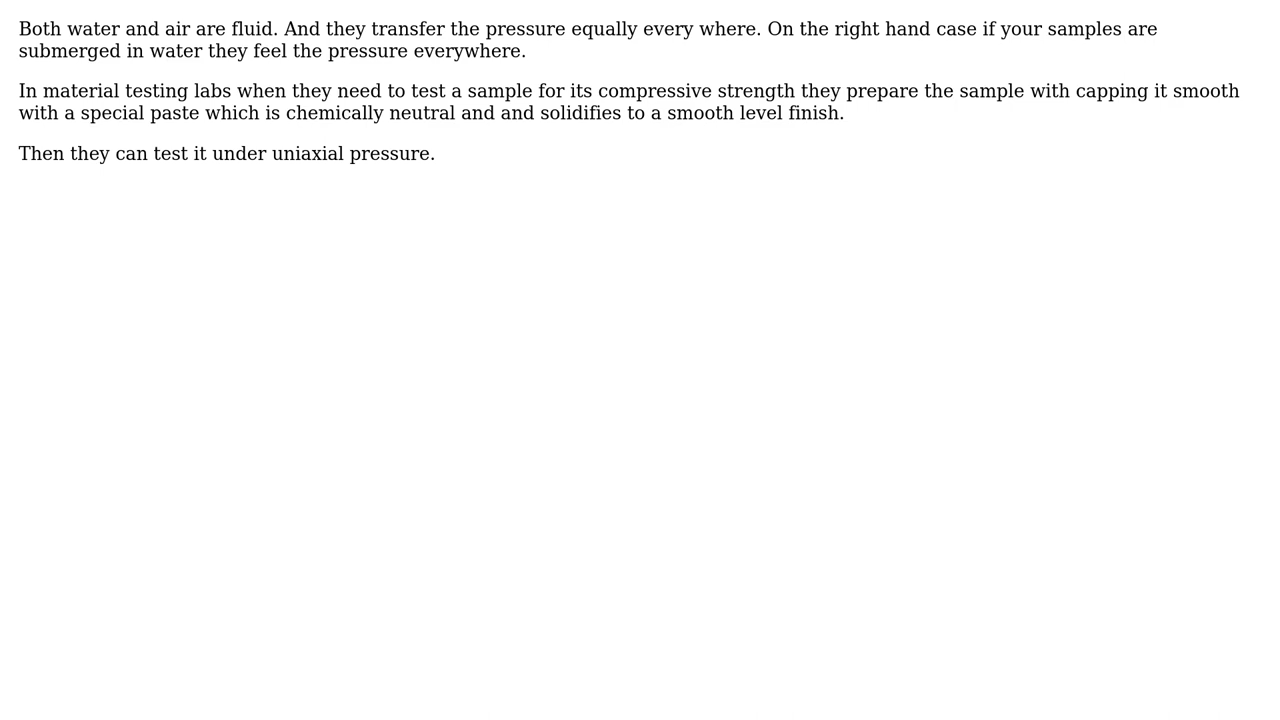 Both water and air are fluid. And they transfer the pressure equally every where. On the right hand case if your samples are
submerged in water they feel the pressure everywhere.
In material testing labs when they need to test a sample for its compressive strength they prepare the sample with capping it smooth
with a special paste which is chemically neutral and and solidifies to a smooth level finish.
Then they can test it under uniaxial pressure.